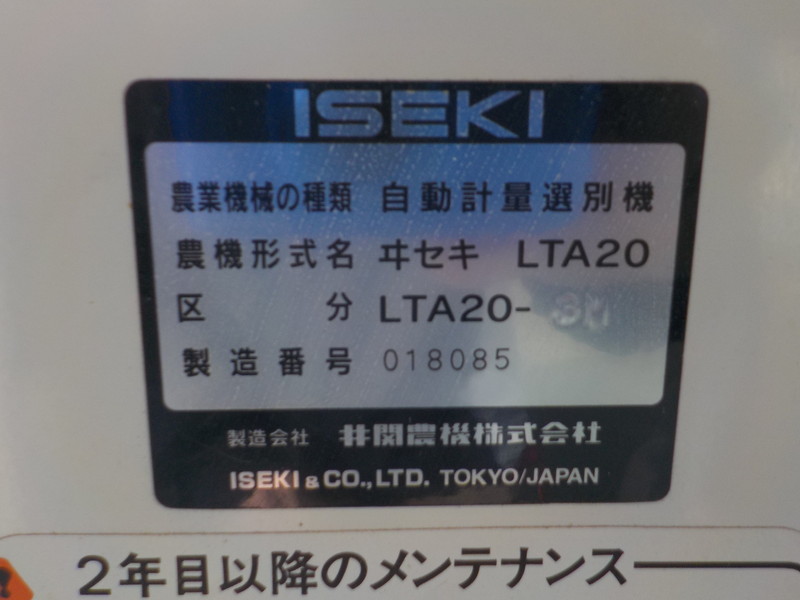 ISEKI
農業機械の種類 自動計量選別機
農機形式名 ヰセキ LTA20
区分 LTA20-
製造番号 018085
製造会社 井関農機株式会社
ISEKI & CO., LTD. TOKYO/JAPAN
2年目以降のメンテナンス